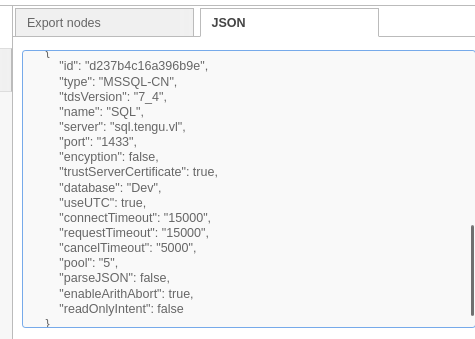 Export nodes
JSON
{
"id": "d237b4c16a396b9e",
"type": "MSSQL-CN",
"tdsVersion": "7_4",
"name": "SQL",
"server": "sql.tengu.vl",
"port": "1433",
"encyption": false,
"trustServerCertificate": true,
"database": "Dev",
"useUTC": true,
"connectTimeout": "15000",
"requestTimeout": "15000",
"cancelTimeout": "5000",
"pool": "5",
"parseJSON": false,
"enableArithAbort": true,
"readOnlyIntent": false
}